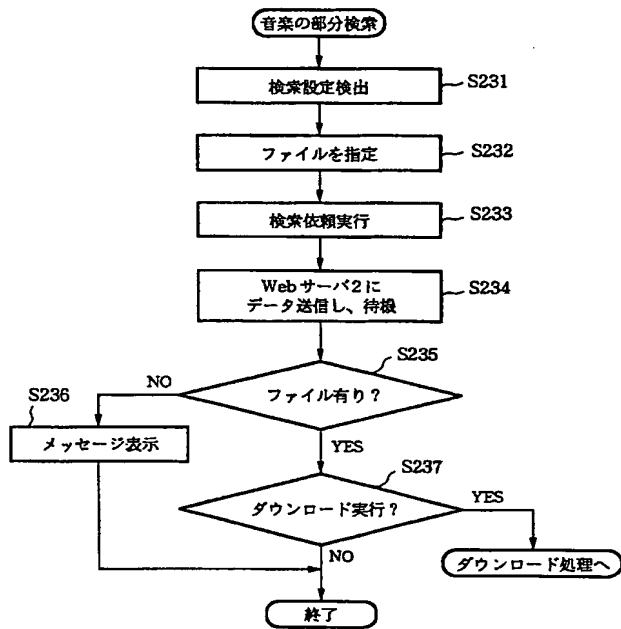 音楽の部分検索
検索設定検出
S231
ファイルを指定
S232
検索依頼実行
S233
Webサーバ2に
データ送信し、待機
S234
S235
ファイル有り？
NO
S236
メッセージ表示
YES
S237
ダウンロード実行？
YES
NO
ダウンロード処理へ
終了